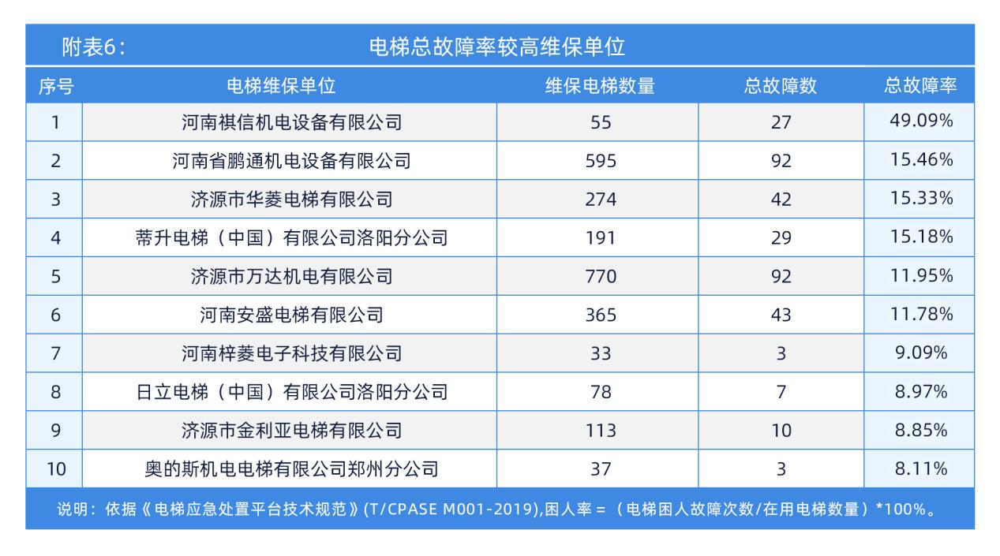 附表6： 电梯总故障率较高维保单位
序号 电梯维保单位 维保电梯数量 总故障数 总故障率
1 河南祺信机电设备有限公司 55 27 49.09%
2 河南省鹏通机电设备有限公司 595 92 15.46%
3 济源市华菱电梯有限公司 274 42 15.33%
4 蒂升电梯（中国）有限公司洛阳分公司 191 29 15.18%
5 济源市万达机电有限公司 770 92 11.95%
6 河南安盛电梯有限公司 365 43 11.78%
7 河南梓菱电子科技有限公司 33 3 9.09%
8 日立电梯（中国）有限公司洛阳分公司 78 7 8.97%
9 济源市金利亚电梯有限公司 113 10 8.85%
10 奥的斯机电电梯有限公司郑州分公司 37 3 8.11%
说明：依据《电梯应急处置平台技术规范》(T/CPASE M001-2019),困人率 =（电梯困人故障次数/在用电梯数量）*100%。